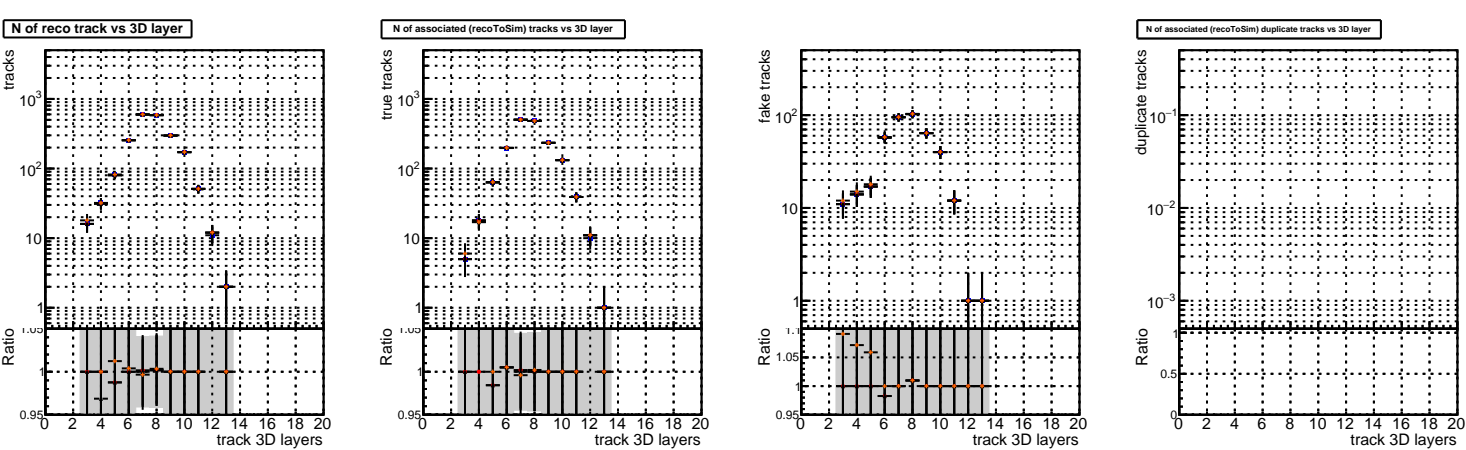 N of reco track vs 3D layer
tracks
10³
10²
10
1
Ratio
1.05
1
0.95
0 2 4 6 8 10 12 14 16 18 20
track 3D layers
N of associated (recoToSim) tracks vs 3D layer
true tracks
10³
10²
10
1
Ratio
1.05
1
0.95
0 2 4 6 8 10 12 14 16 18 20
track 3D layers
fake tracks
10²
10
1
Ratio
1.1
1.05
1
0.95
0 2 4 6 8 10 12 14 16 18 20
track 3D layers
N of associated (recoToSim) duplicate tracks vs 3D layer
duplicate tracks
10⁻¹
10⁻²
10⁻³
Ratio
1
0.5
0
0 2 4 6 8 10 12 14 16 18 20
track 3D layers